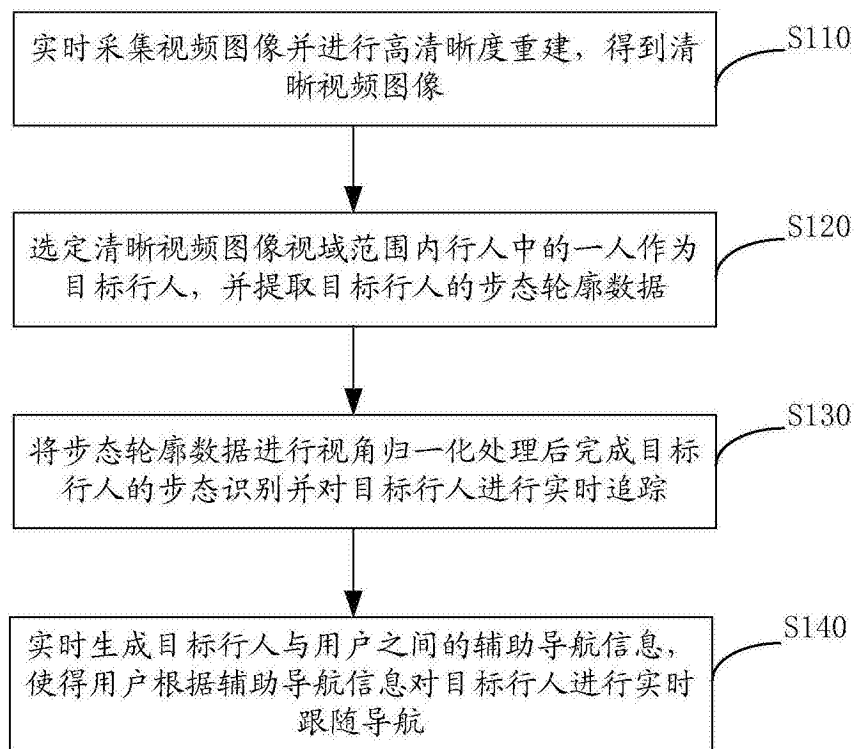 实时采集视频图像并进行高清晰度重建，得到清
晰视频图像
S110
选定清晰视频图像视域范围内行人中的一人作为
目标行人，并提取目标行人的步态轮廓数据
S120
将步态轮廓数据进行视角归一化处理后完成目标
行人的步态识别并对目标行人进行实时追踪
S130
实时生成目标行人与用户之间的辅助导航信息，
使得用户根据辅助导航信息对目标行人进行实时
跟随导航
S140